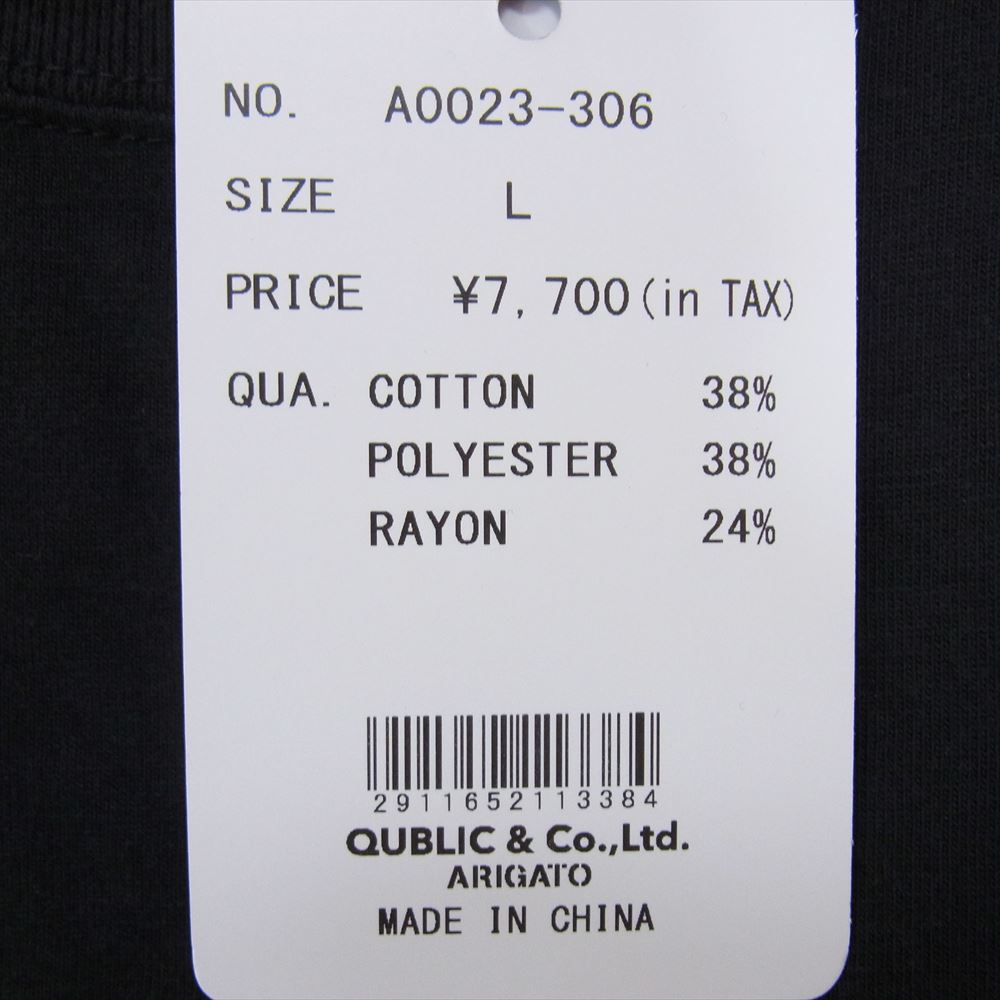 NO. A0023-306
SIZE L
PRICE ¥7,700(in TAX)
QUA. COTTON 38%
POLYESTER 38%
RAYON 24%
2911652113384
QUBLIC & Co.,Ltd.
ARIGATO
MADE IN CHINA